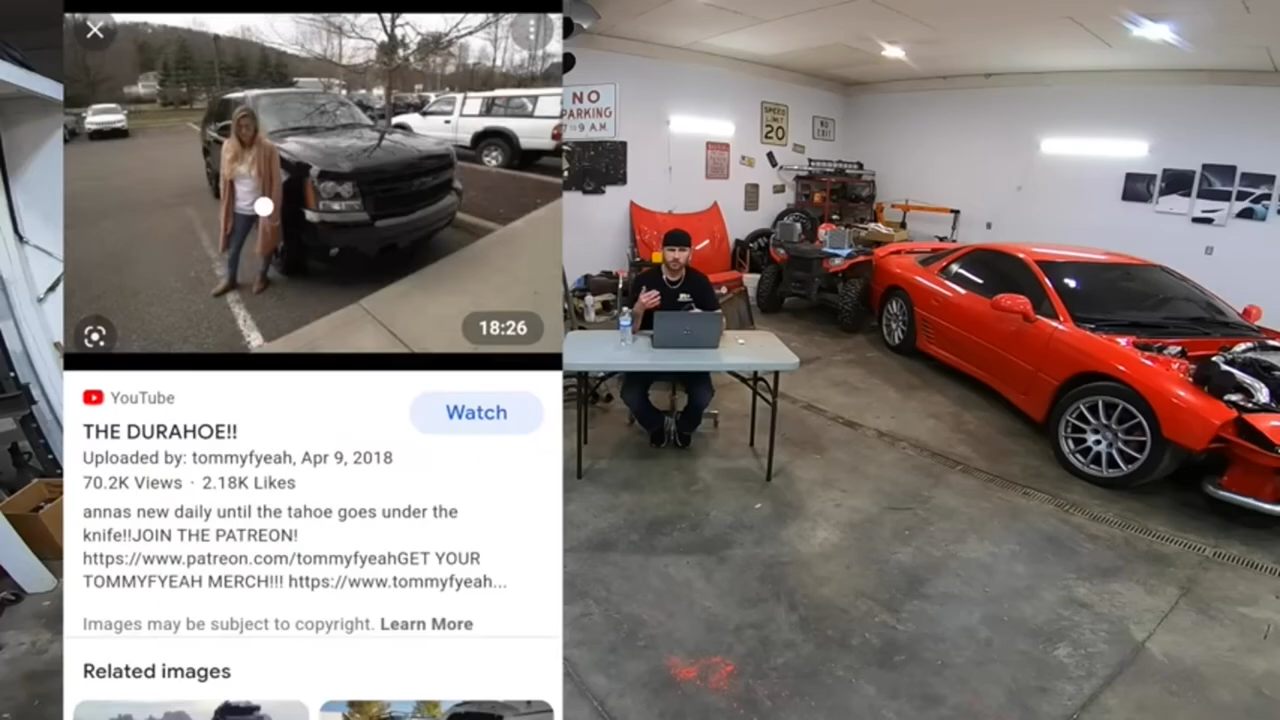 18:26
YouTube
Watch
THE DURAHOE!!
Uploaded by: tommyfyeah, Apr 9, 2018
70.2K Views · 2.18K Likes
annas new daily until the tahoe goes under the
knife!!JOIN THE PATREON!
https://www.patreon.com/tommyfyeahGET YOUR
TOMMYFYEAH MERCH!!! https://www.tommyfyeah...
Images may be subject to copyright. Learn More
Related images
NO
PARKING
SPEED
LIMIT
20
NO
EXIT